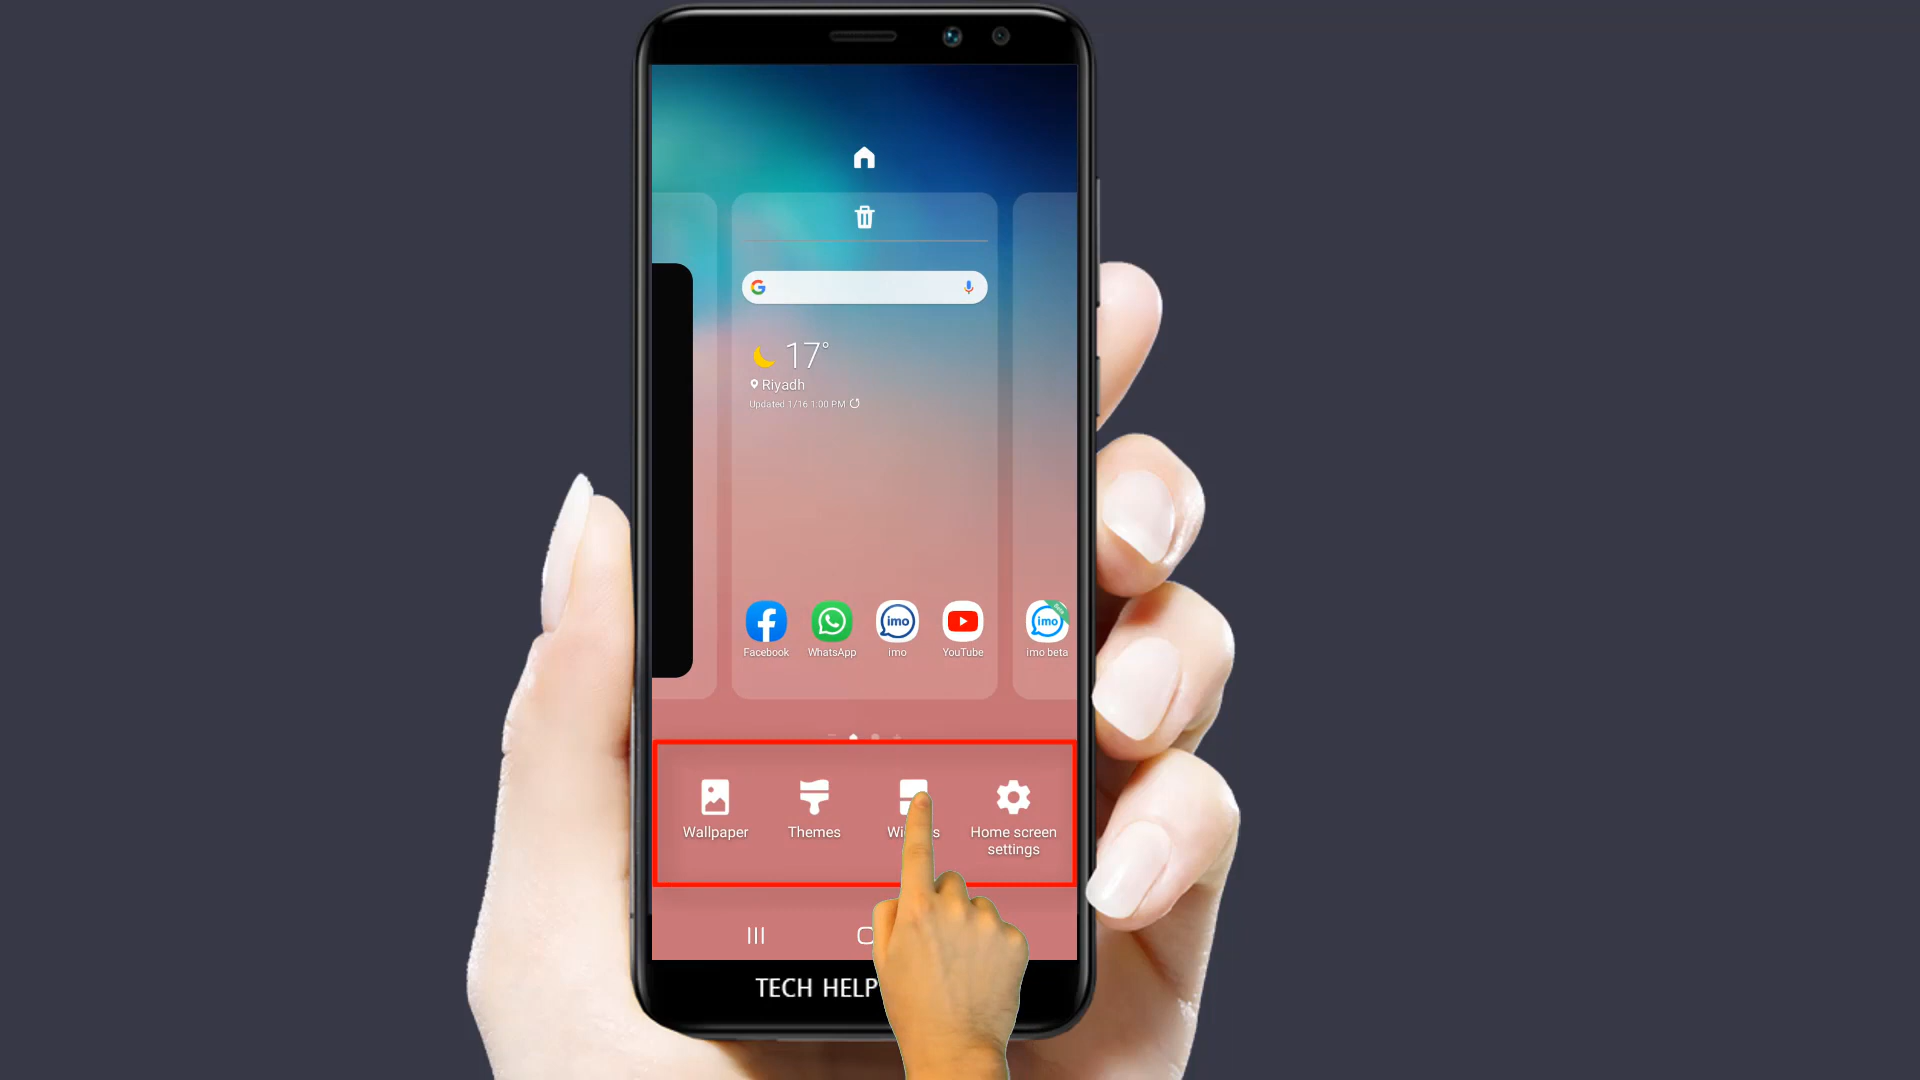 17°
Riyadh
Updated 1/16 1:00 PM
Facebook
WhatsApp
imo
imo
YouTube
imo
Beta
imo beta
Wallpaper
Themes
Home screen
settings
TECH HELP